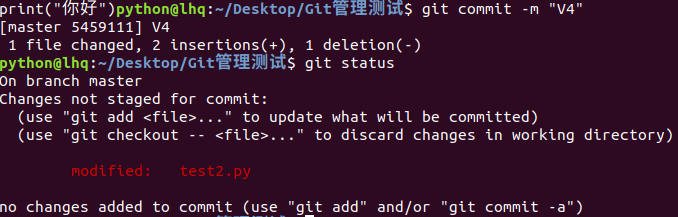 print("你好")python@lhq:~/Desktop/Git管理测试$ git commit -m "V4"
[master 5459111] V4
 1 file changed, 2 insertions(+), 1 deletion(-)
python@lhq:~/Desktop/Git管理测试$ git status
On branch master
Changes not staged for commit:
  (use "git add <file>..." to update what will be committed)
  (use "git checkout -- <file>..." to discard changes in working directory)
        modified:   test2.py
no changes added to commit (use "git add" and/or "git commit -a")